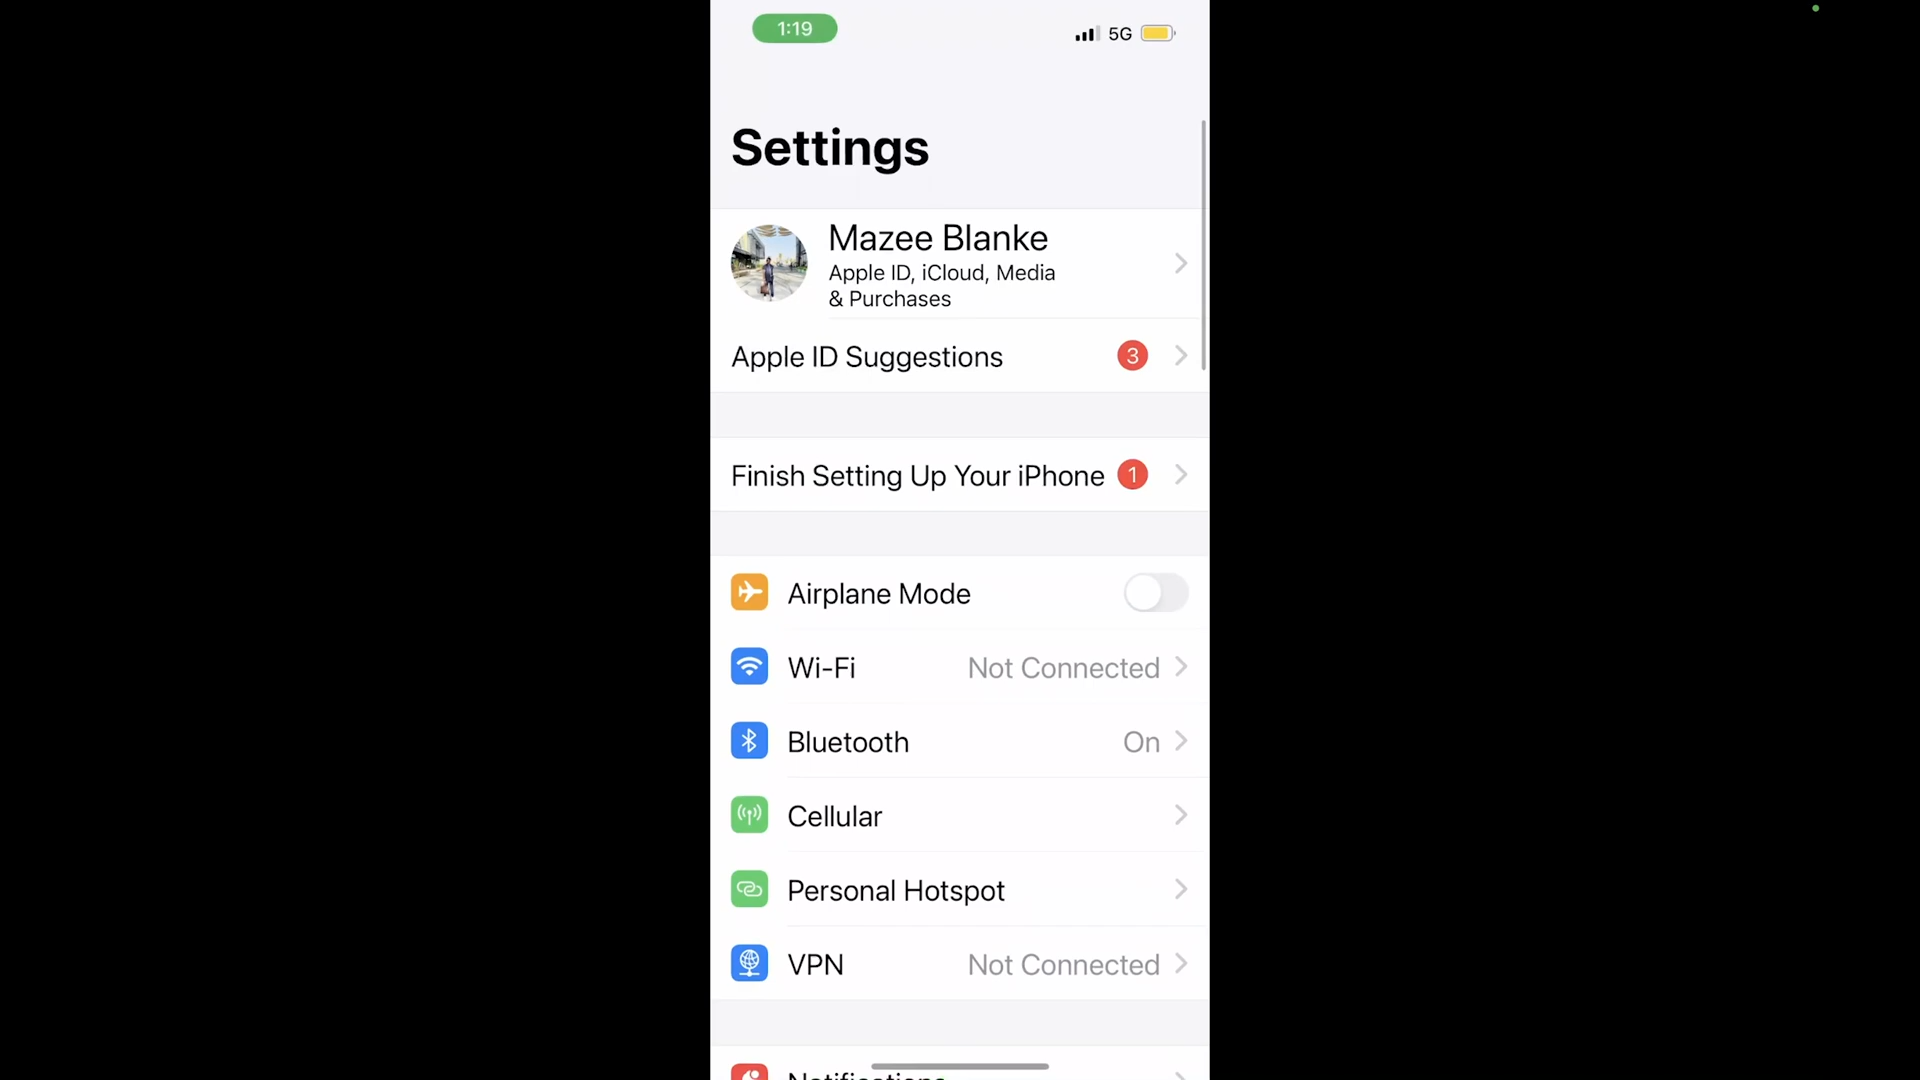 1:19
5G
Settings
Mazee Blanke
Apple ID, iCloud, Media
& Purchases
Apple ID Suggestions
3
Finish Setting Up Your iPhone
1
Airplane Mode
Wi-Fi
Not Connected
Bluetooth
On
Cellular
Personal Hotspot
VPN
Not Connected
Notifications